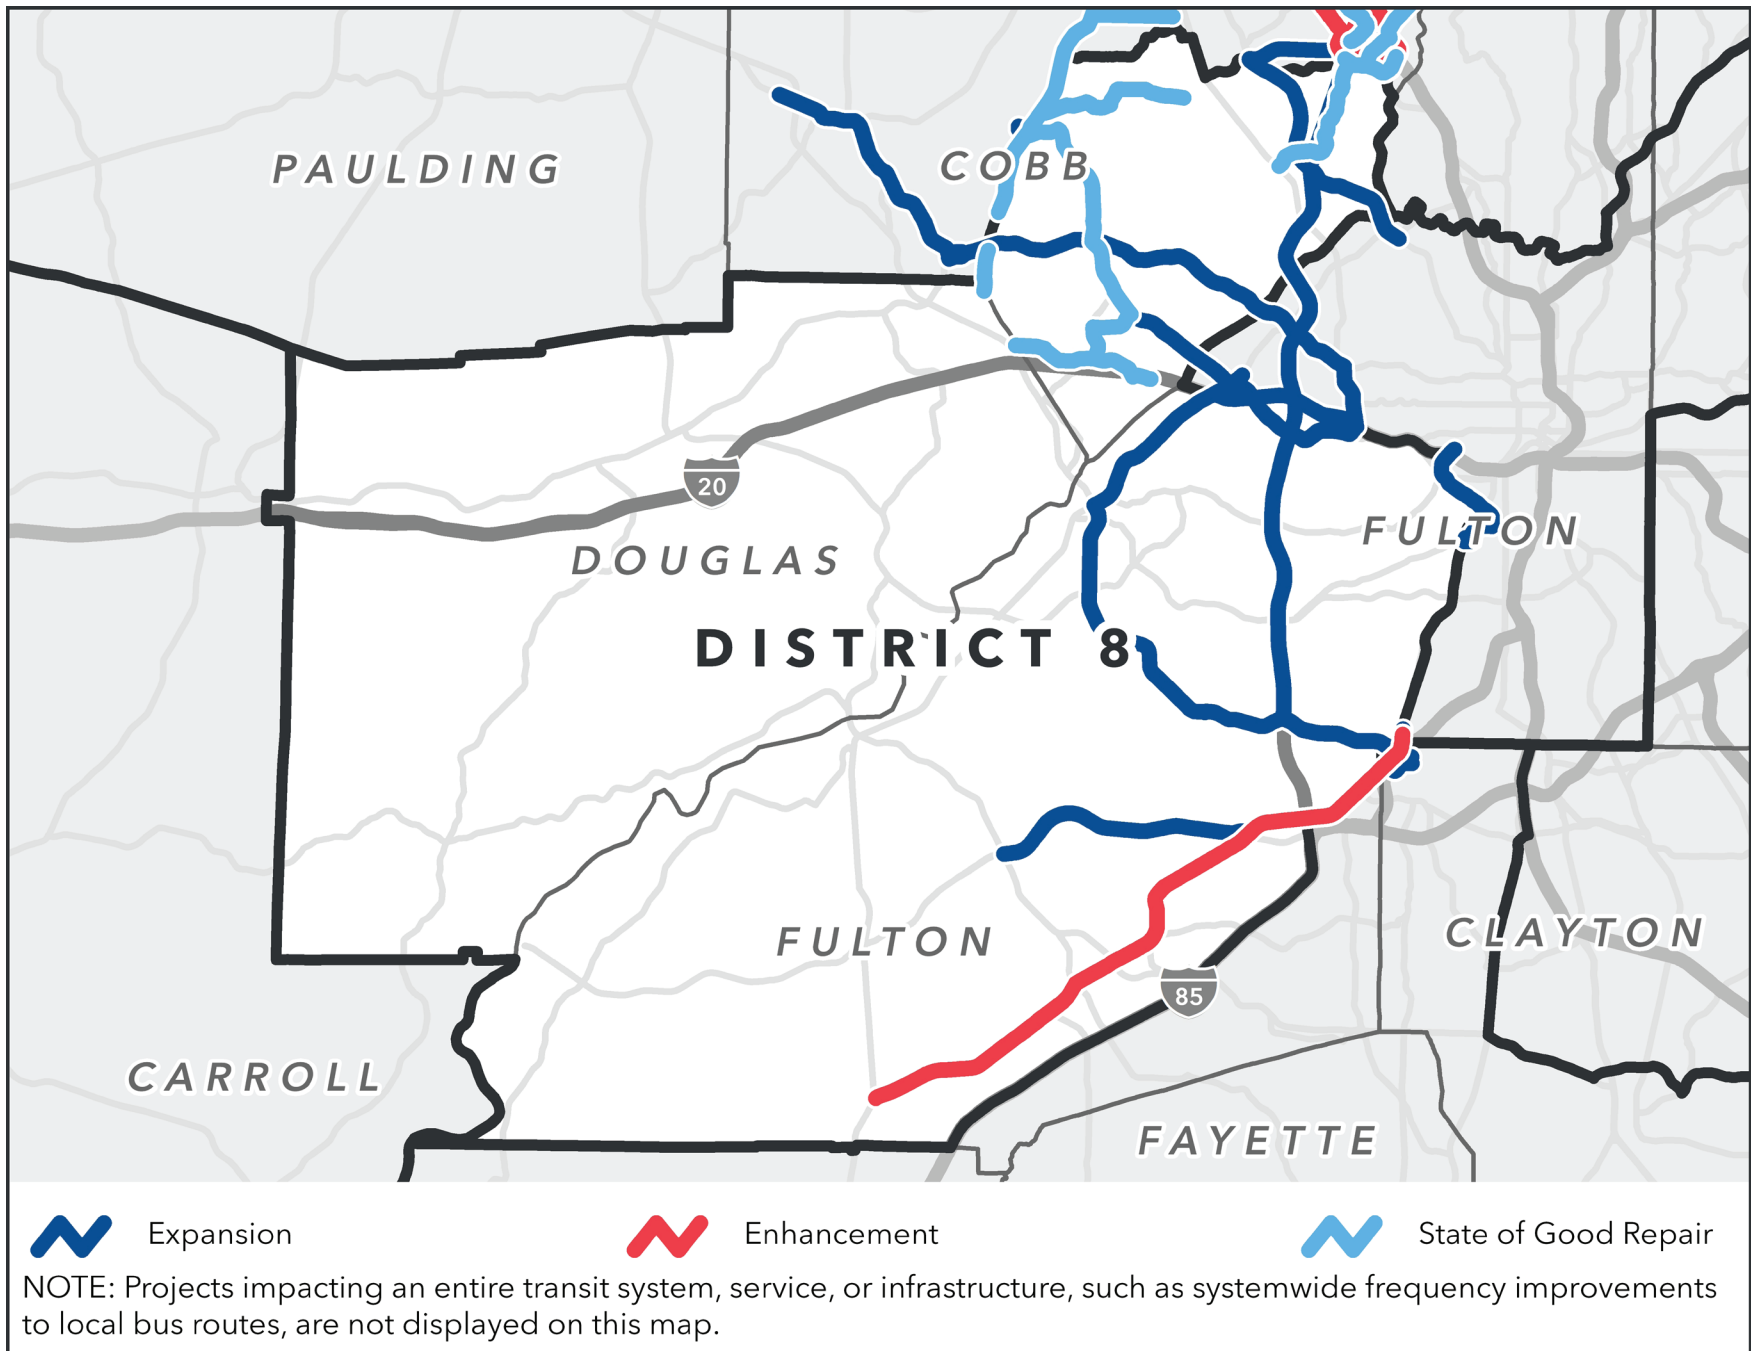 PAULDING
COBB
20
DOUGLAS
FULTON
DISTRICT 8
FULTON
CLAYTON
85
CARROLL
FAYETTE
Expansion
Enhancement
State of Good Repair
NOTE: Projects impacting an entire transit system, service, or infrastructure, such as systemwide frequency improvements
to local bus routes, are not displayed on this map.